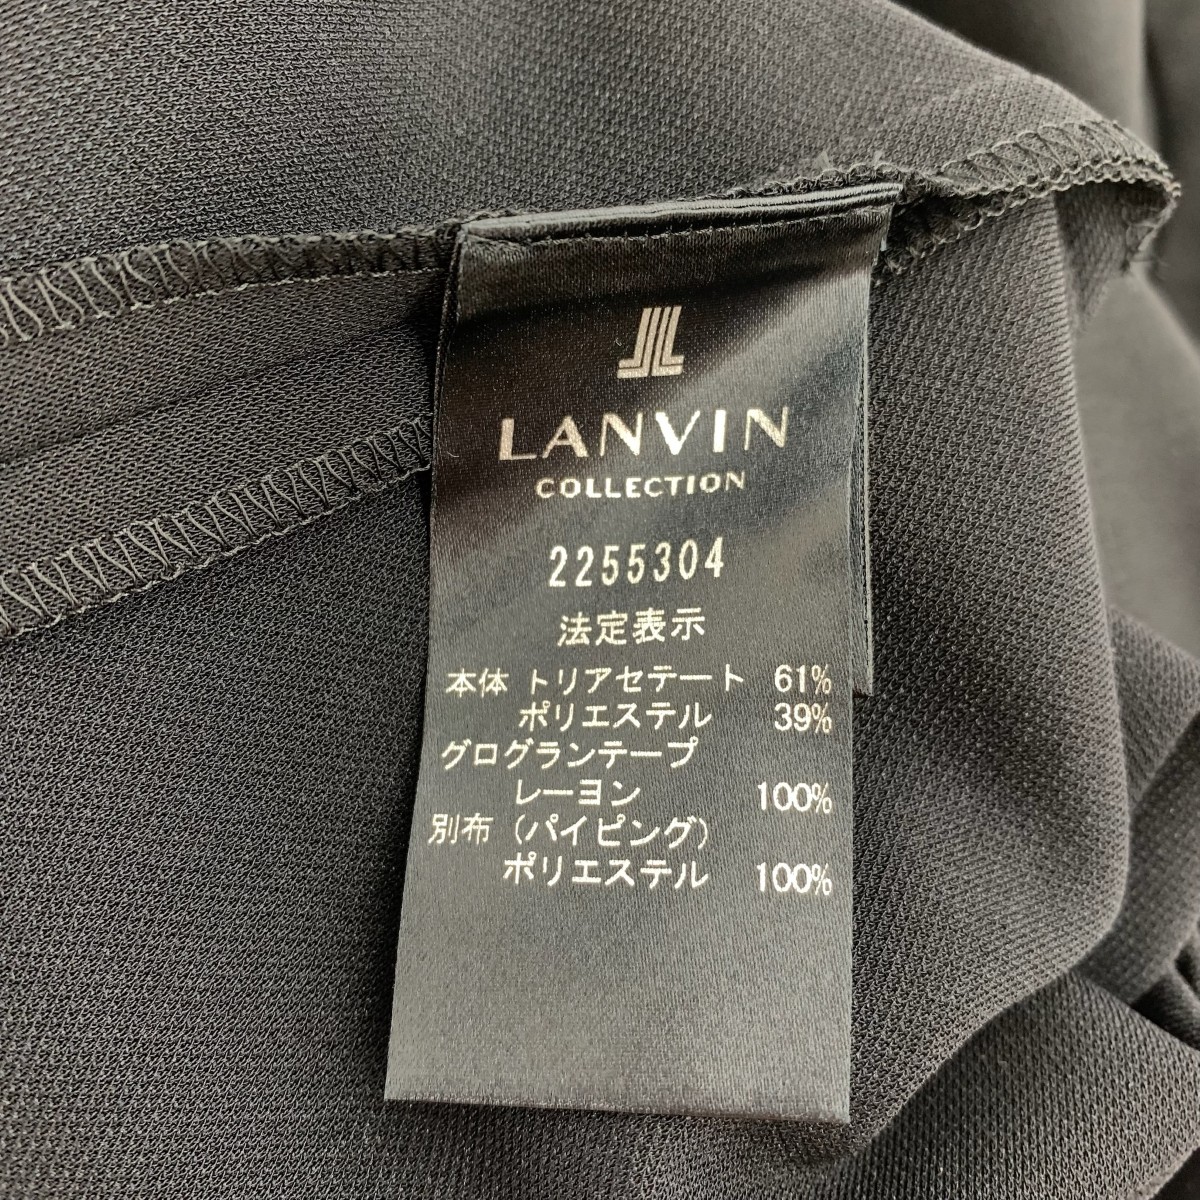 LANVIN
COLLECTION
2255304
法定表示
本体 トリアセテート 61%
ポリエステル 39%
グログランテープ
レーヨン 100%
別布 (パイピング)
ポリエステル 100%